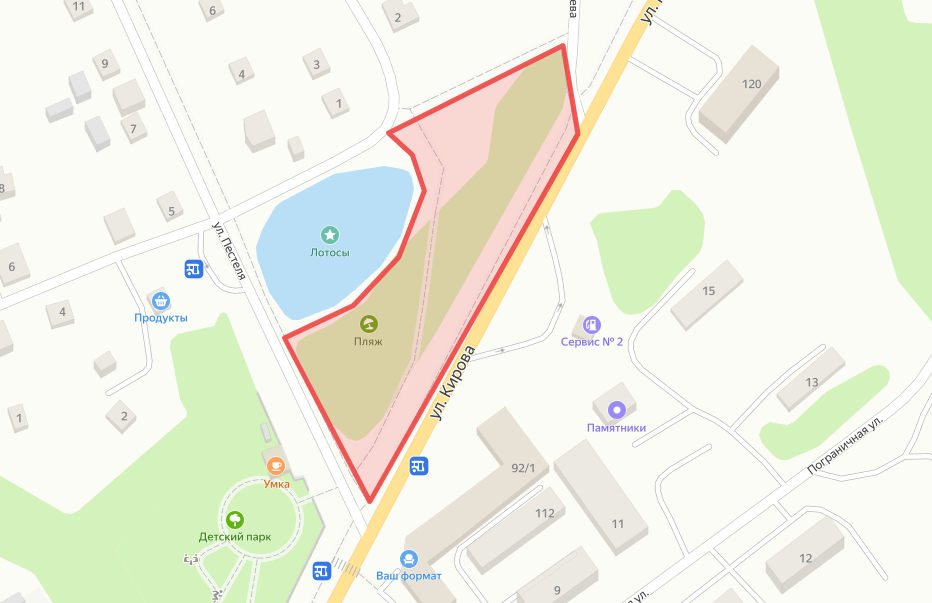 11
6
2
ул.
9
4
3
1
120
7
8
5
ул. Пестеля
Лотосы
6
15
4
Продукты
Пляж
Сервис № 2
ул. Кирова
13
1
2
Памятники
Пограничная ул.
92/1
Умка
112
11
Детский парк
12
Ваш формат
9
ул.